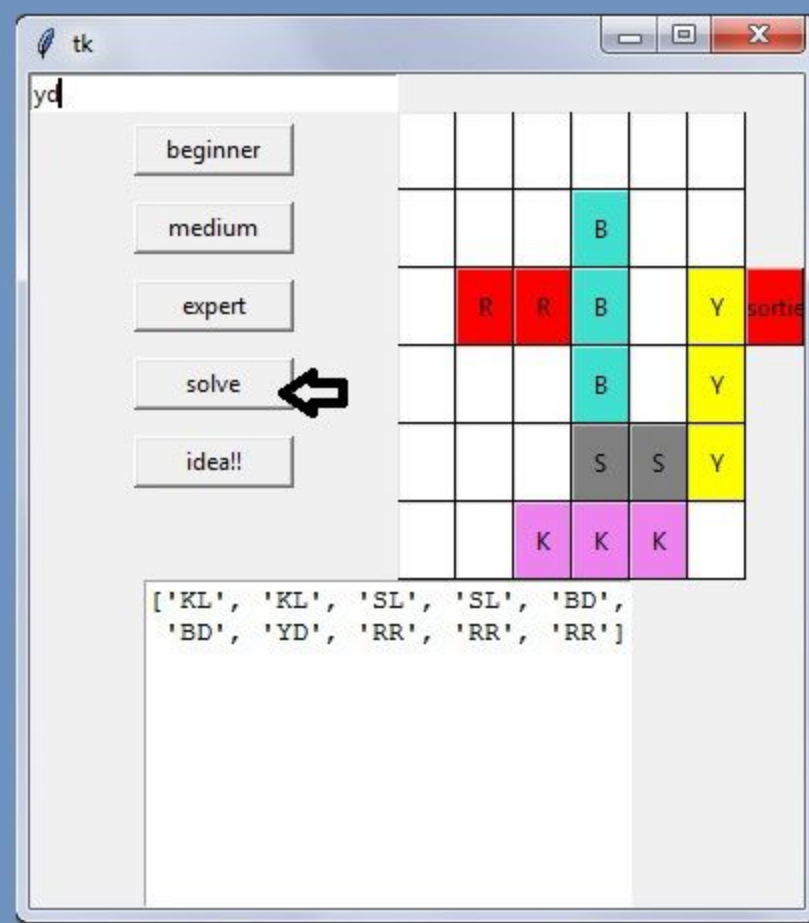 tk
yd
beginner
medium
B
expert
R R B Y sortie
solve
B Y
idea!!
S S Y
K K K
['KL', 'KL', 'SL', 'SL', 'BD',
'BD', 'YD', 'RR', 'RR', 'RR']